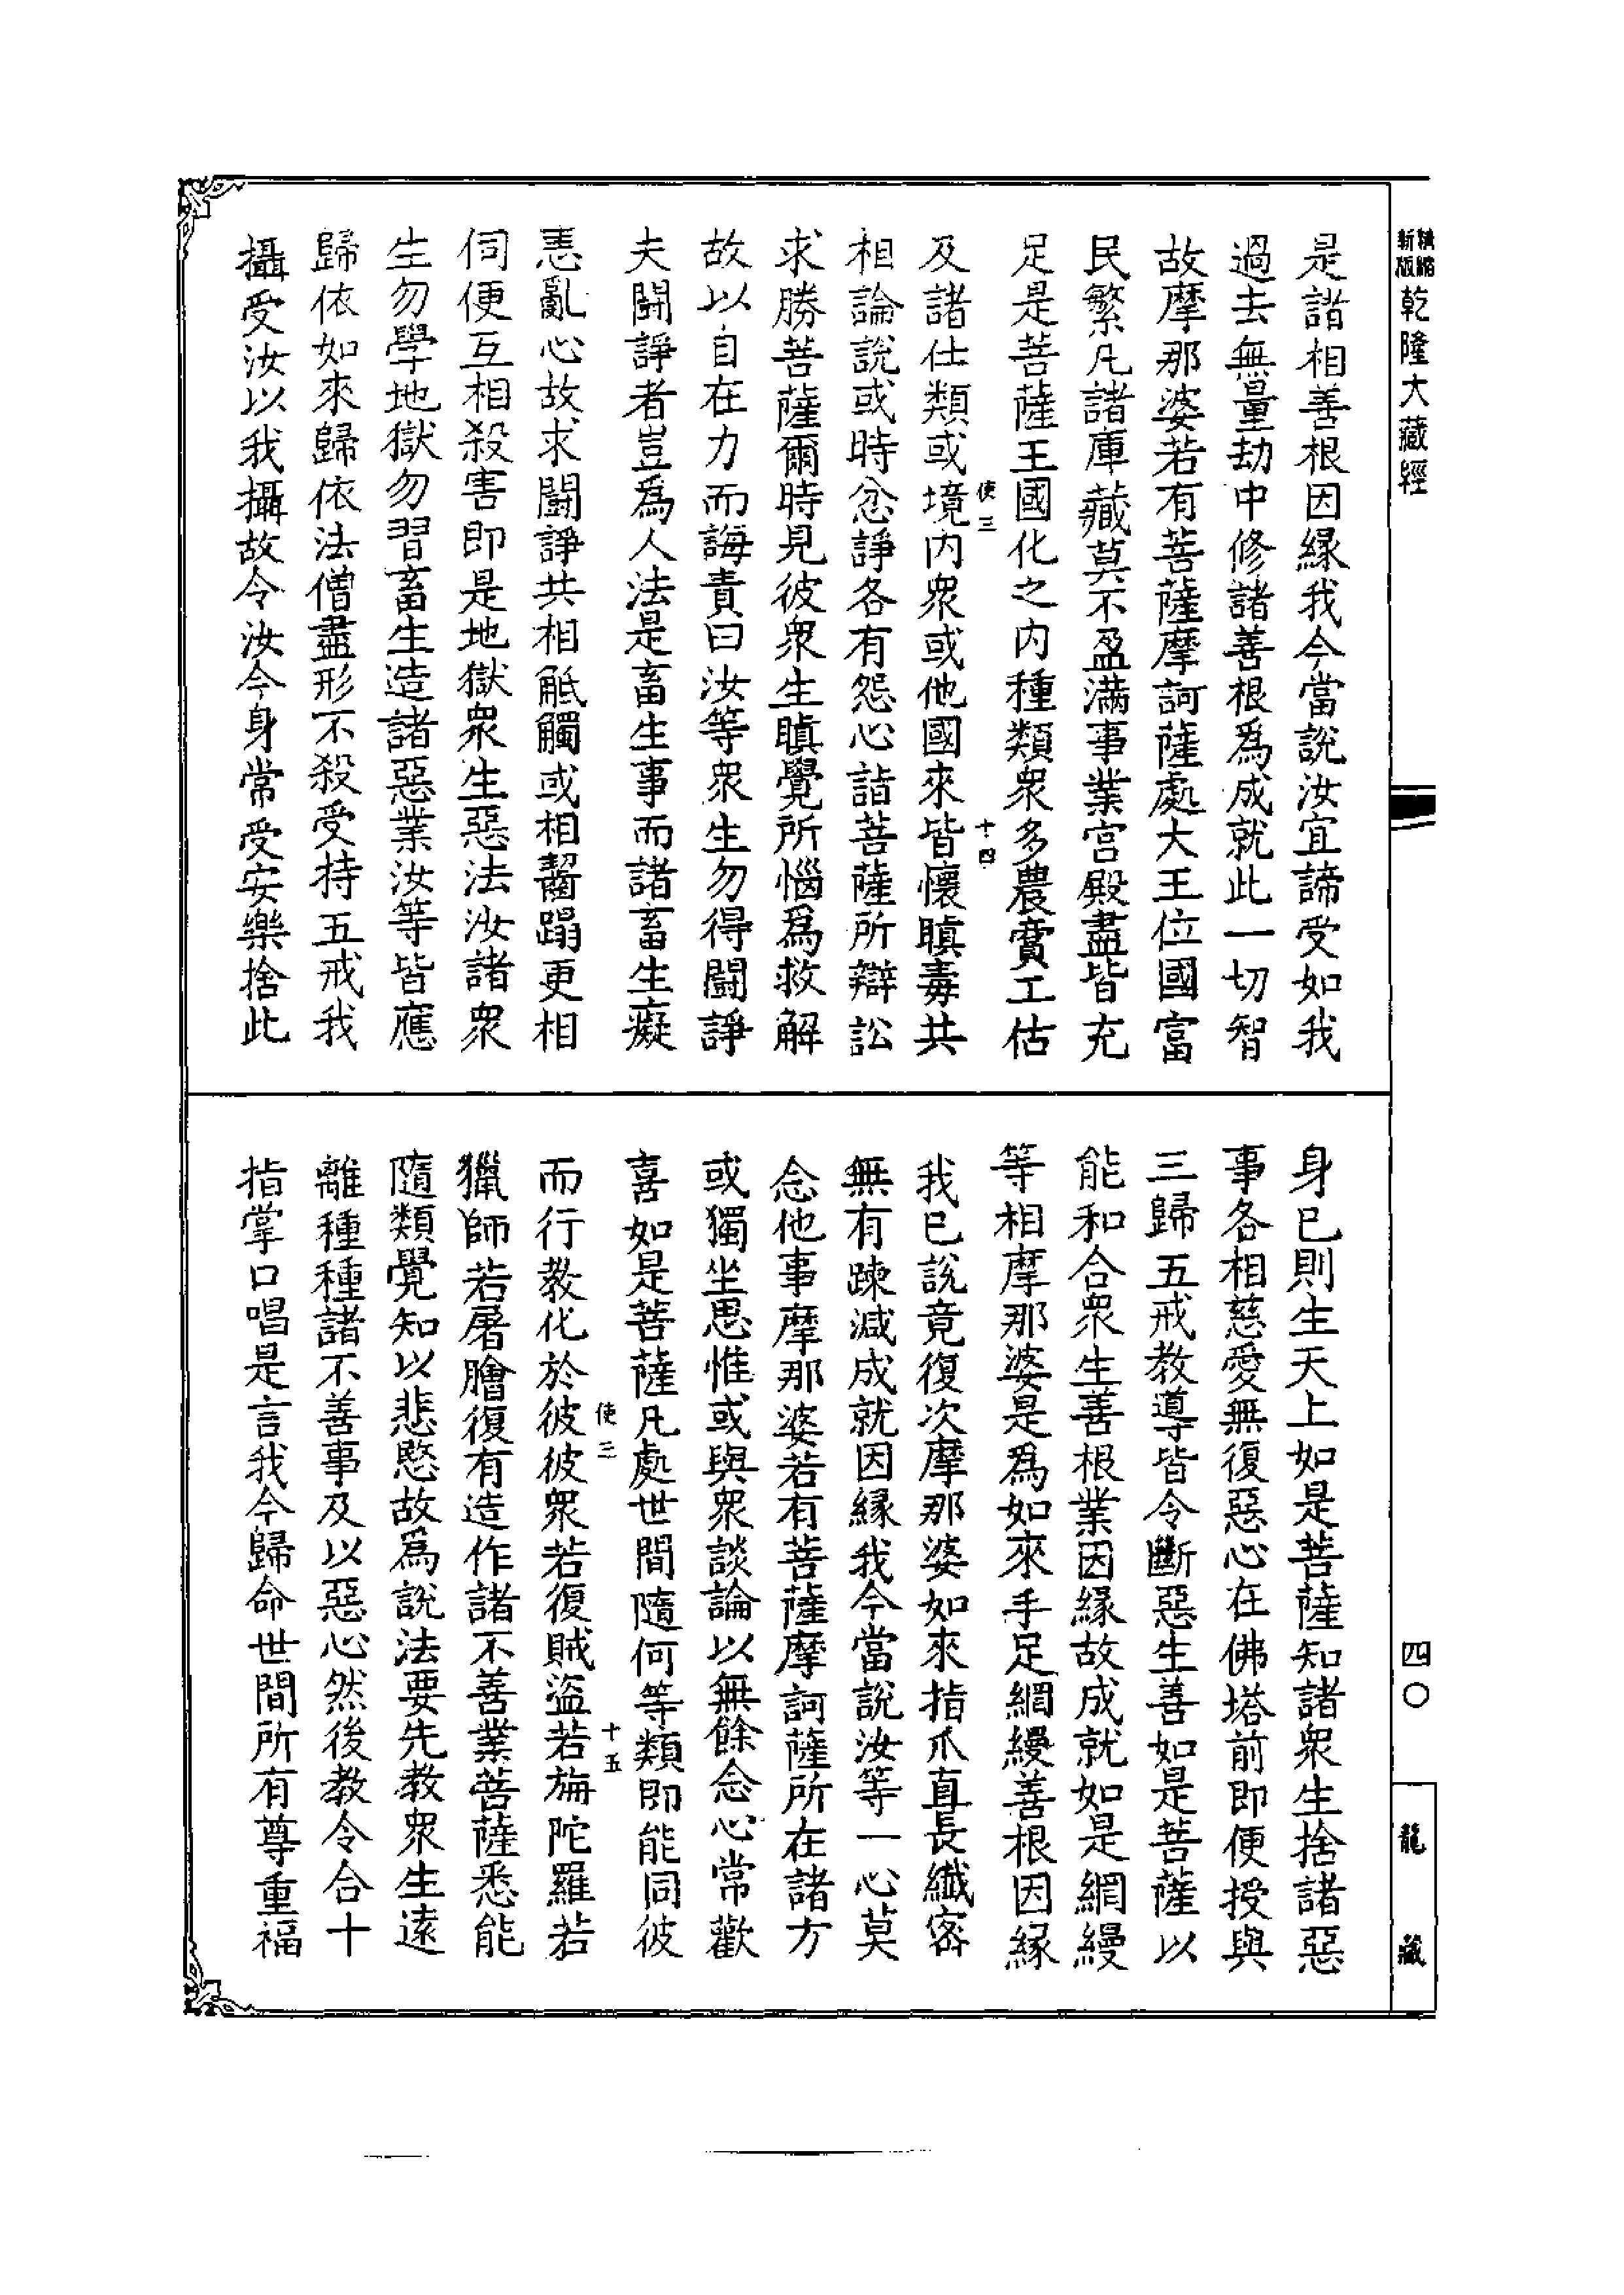 新版精縮
乾隆大藏經
四〇
龍藏
是諸相善根因緣我今當說汝宜諦受如我
過去無量劫中修諸善根爲成就此一切智
故摩那婆若有菩薩摩訶薩處大王位國富
民繁凡諸庫藏莫不盈滿事業宮殿盡皆充
足是菩薩王國化之內種類衆多農賓工估
使三
十四
及諸仕類或境內衆或他國來皆懷瞋毒共
相論說或時忿諍各有怨心詣菩薩所辯訟
求勝菩薩爾時見彼衆生瞋覺所惱爲救解
故以自在力而誨責曰汝等衆生勿得鬪諍
夫鬪諍者豈爲人法是畜生事而諸畜生癡
恚亂心故求鬪諍共相觝觸或相齧蹋更相
伺便互相殺害即是地獄衆生惡法汝諸衆
生勿學地獄勿習畜生造諸惡業汝等皆應
歸依如來歸依法僧盡形不殺受持五戒我
攝受汝以我攝故令汝今身常受安樂捨此
身已則生天上如是菩薩知諸衆生捨諸惡
事各相慈愛無復惡心在佛塔前即便授與
三歸五戒教導皆令斷惡生善如是菩薩以
能和合衆生善根業因緣故成就如是網縵
等相摩那婆是爲如來手足網縵善根因緣
我已說竟復次摩那婆如來指爪直長纖密
無有踈減成就因緣我今當說汝等一心莫
念他事摩那婆若有菩薩摩訶薩所在諸方
或獨坐思惟或與衆談論以無餘念心常歡
喜如是菩薩凡處世間隨何等類即能同彼
使三
十五
而行教化於彼彼衆若復賊盜若旃陀羅若
獵師若屠膾復有造作諸不善業菩薩悉能
隨類覺知以悲愍故爲說法要先教衆生遠
離種種諸不善事及以惡心然後教令合十
指掌口唱是言我今歸命世間所有尊重福